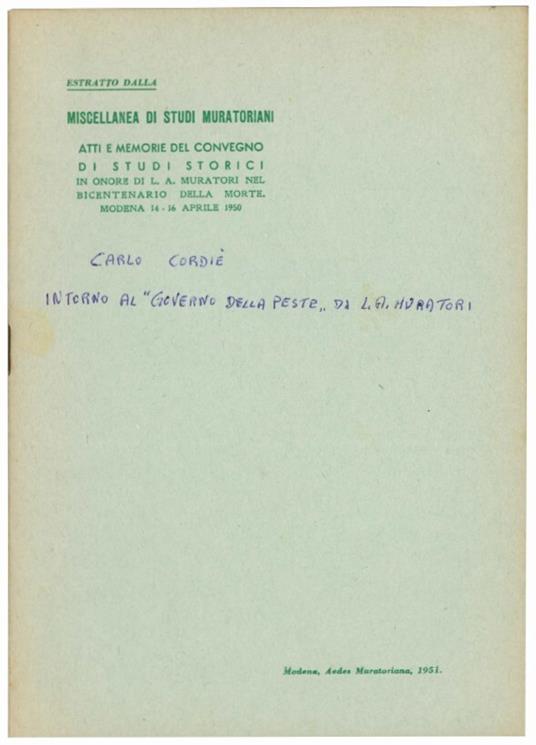 ESTRATTO DALLA
MISCELLANEA DI STUDI MURATORIANI
ATTI E MEMORIE DEL CONVEGNO
DI STUDI STORICI
IN ONORE DI L. A. MURATORI NEL
BICENTENARIO DELLA MORTE.
MODENA 14 - 16 APRILE 1950
CARLO CORDIÈ
INTORNO AL "GOVERNO DELLA PESTE„ DI L.A. MURATORI
Modena, Aedes Muratoriana, 1951.